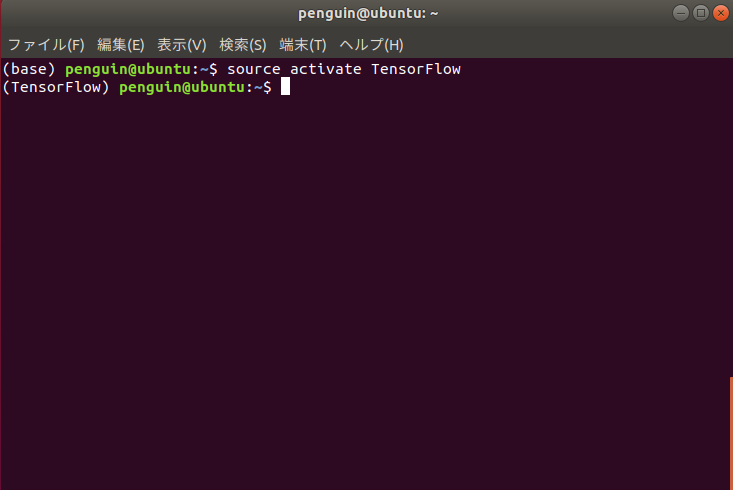 penguin@ubuntu: ~
ファイル(F) 編集(E) 表示(V) 検索(S) 端末(T) ヘルプ(H)
(base) penguin@ubuntu:~$ source activate TensorFlow
(TensorFlow) penguin@ubuntu:~$